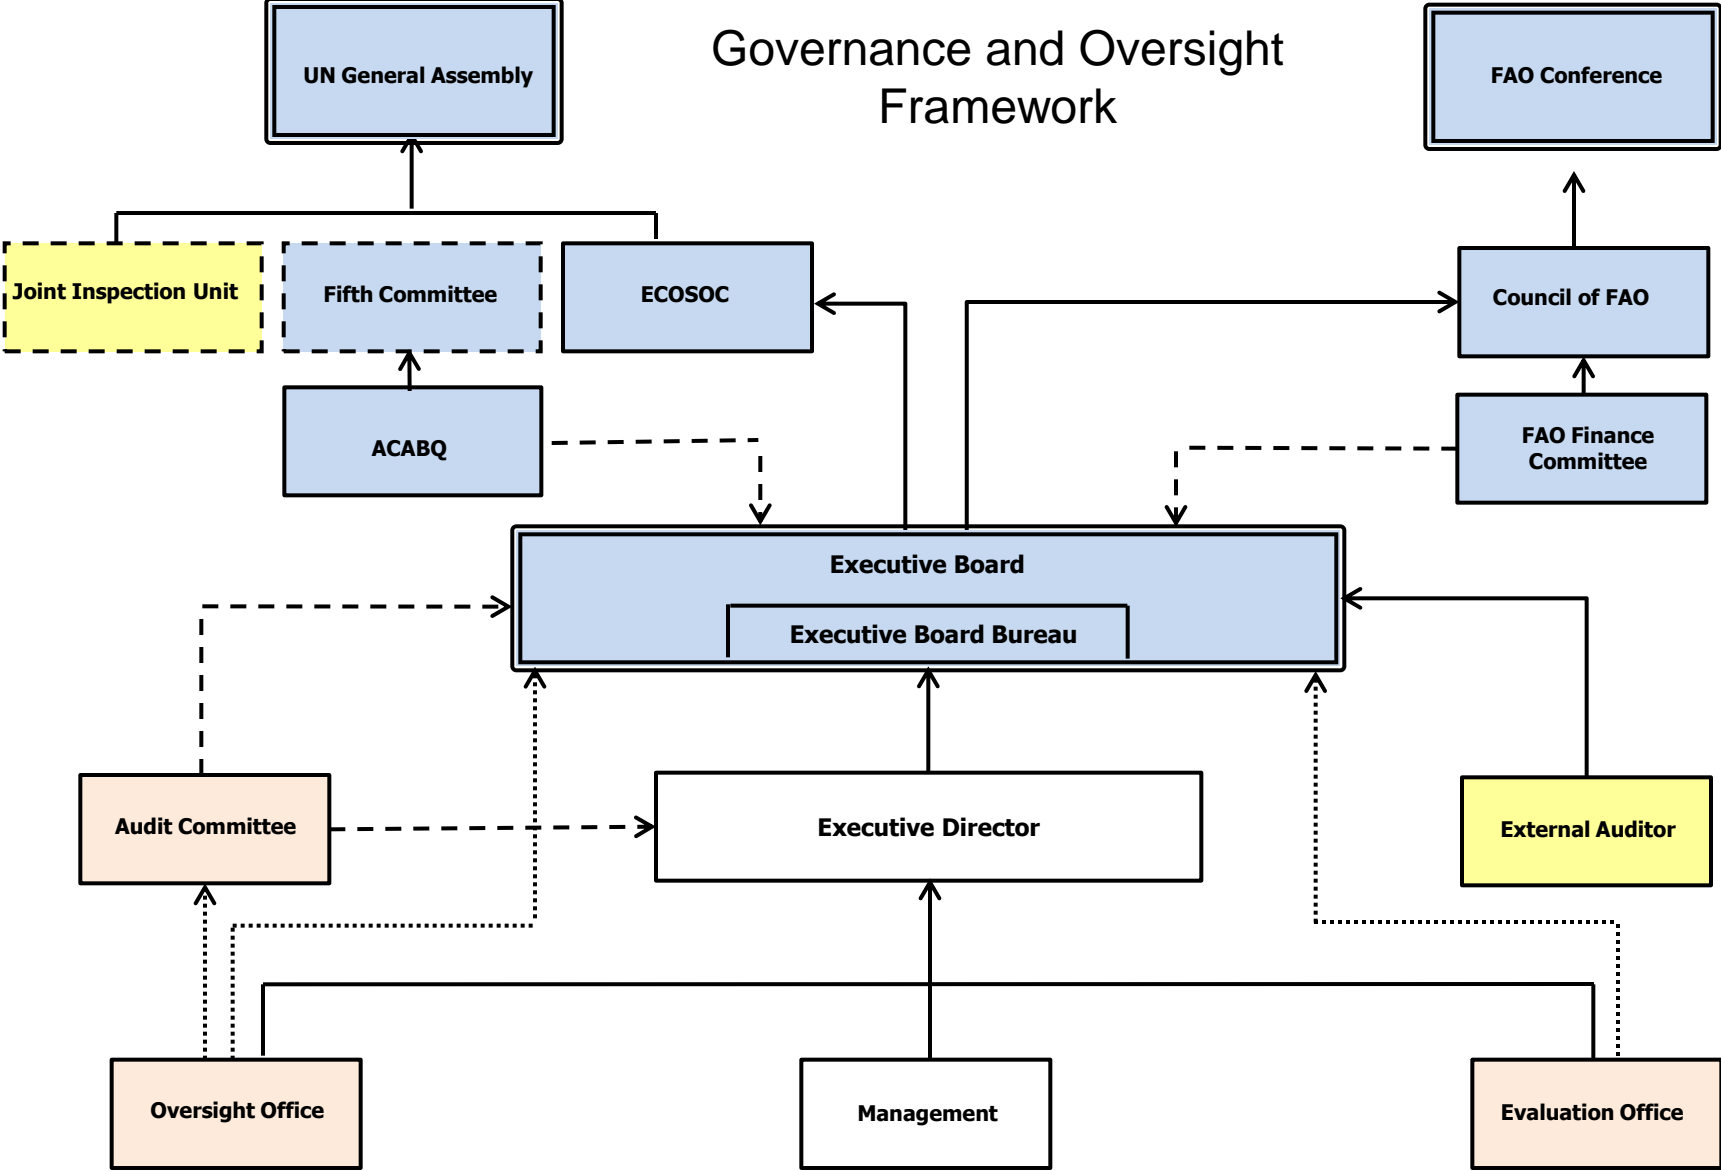 Governance and Oversight
Framework
UN General Assembly
FAO Conference
Joint Inspection Unit
Fifth Committee
ECOSOC
Council of FAO
ACABQ
FAO Finance
Committee
Executive Board
Executive Board Bureau
Audit Committee
Executive Director
External Auditor
Oversight Office
Management
Evaluation Office